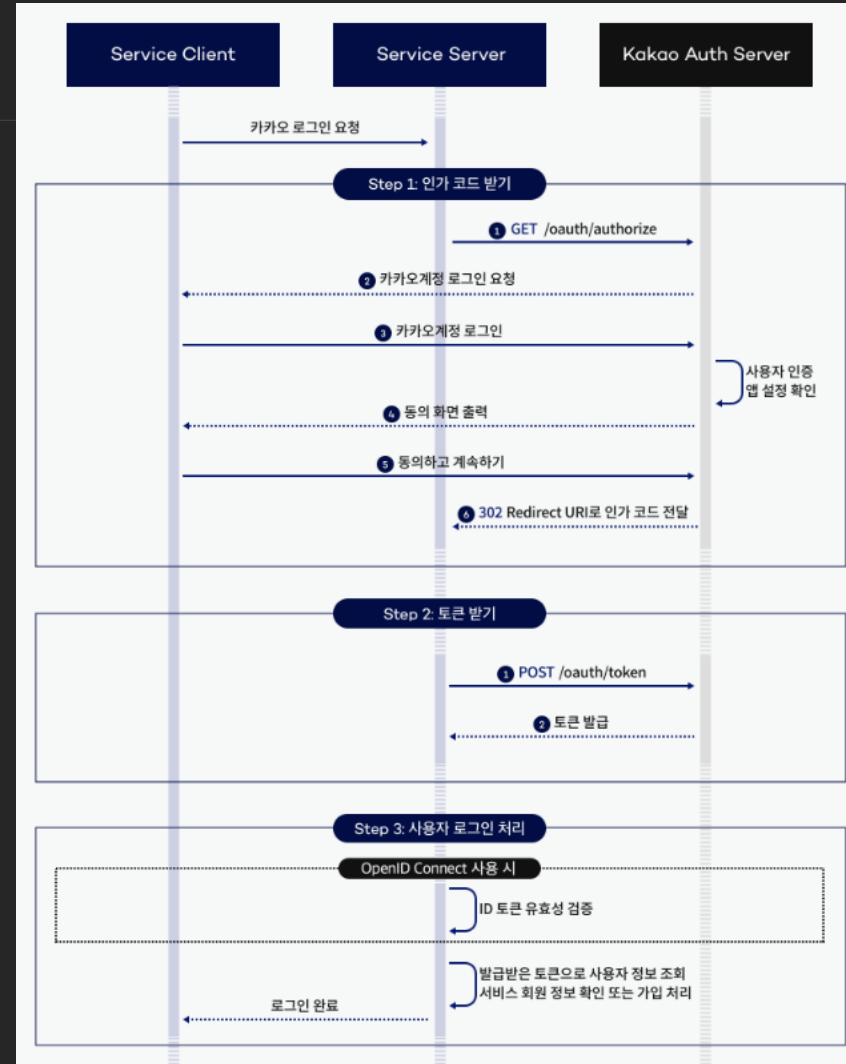 Service Client
Service Server
Kakao Auth Server
카카오 로그인 요청
Step 1: 인가 코드 받기
1 GET /oauth/authorize
2 카카오계정 로그인 요청
3 카카오계정 로그인
사용자 인증
앱 설정 확인
4 동의 화면 출력
5 동의하고 계속하기
6 302 Redirect URI로 인가 코드 전달
Step 2: 토큰 받기
1 POST /oauth/token
2 토큰 발급
Step 3: 사용자 로그인 처리
OpenID Connect 사용 시
ID 토큰 유효성 검증
발급받은 토큰으로 사용자 정보 조회
서비스 회원 정보 확인 또는 가입 처리
로그인 완료